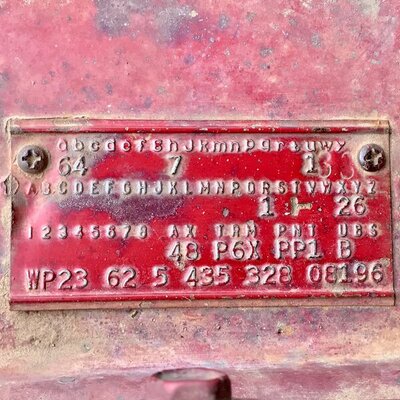 abcdefghJkmnpqrsuwy
64 7 133
ABCDEFGHJKLMNPQRSTVWXYZ
1 1 26
12345678 AX TRM PNT UBS
48 P6X PP1 B
WP23 62 5 435 328 08196